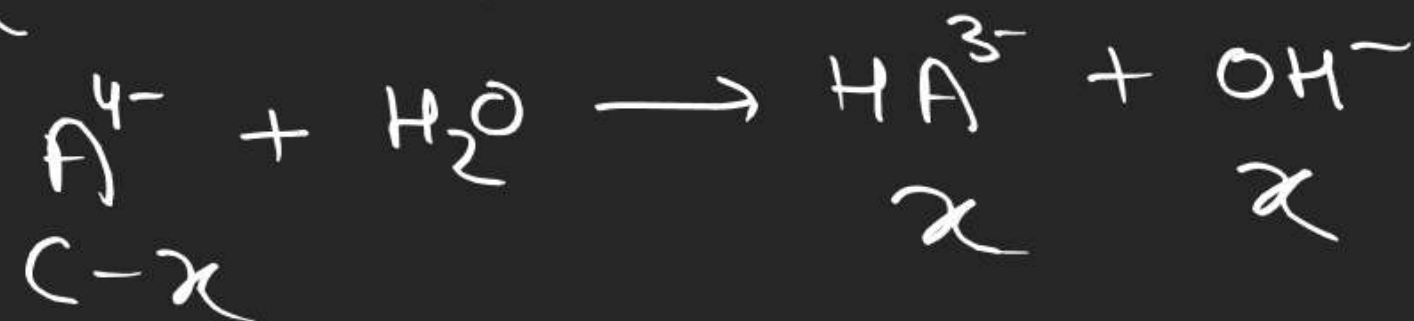 A⁴⁻ + H₂O ⟶ HA³⁻ + OH⁻
C-x x x